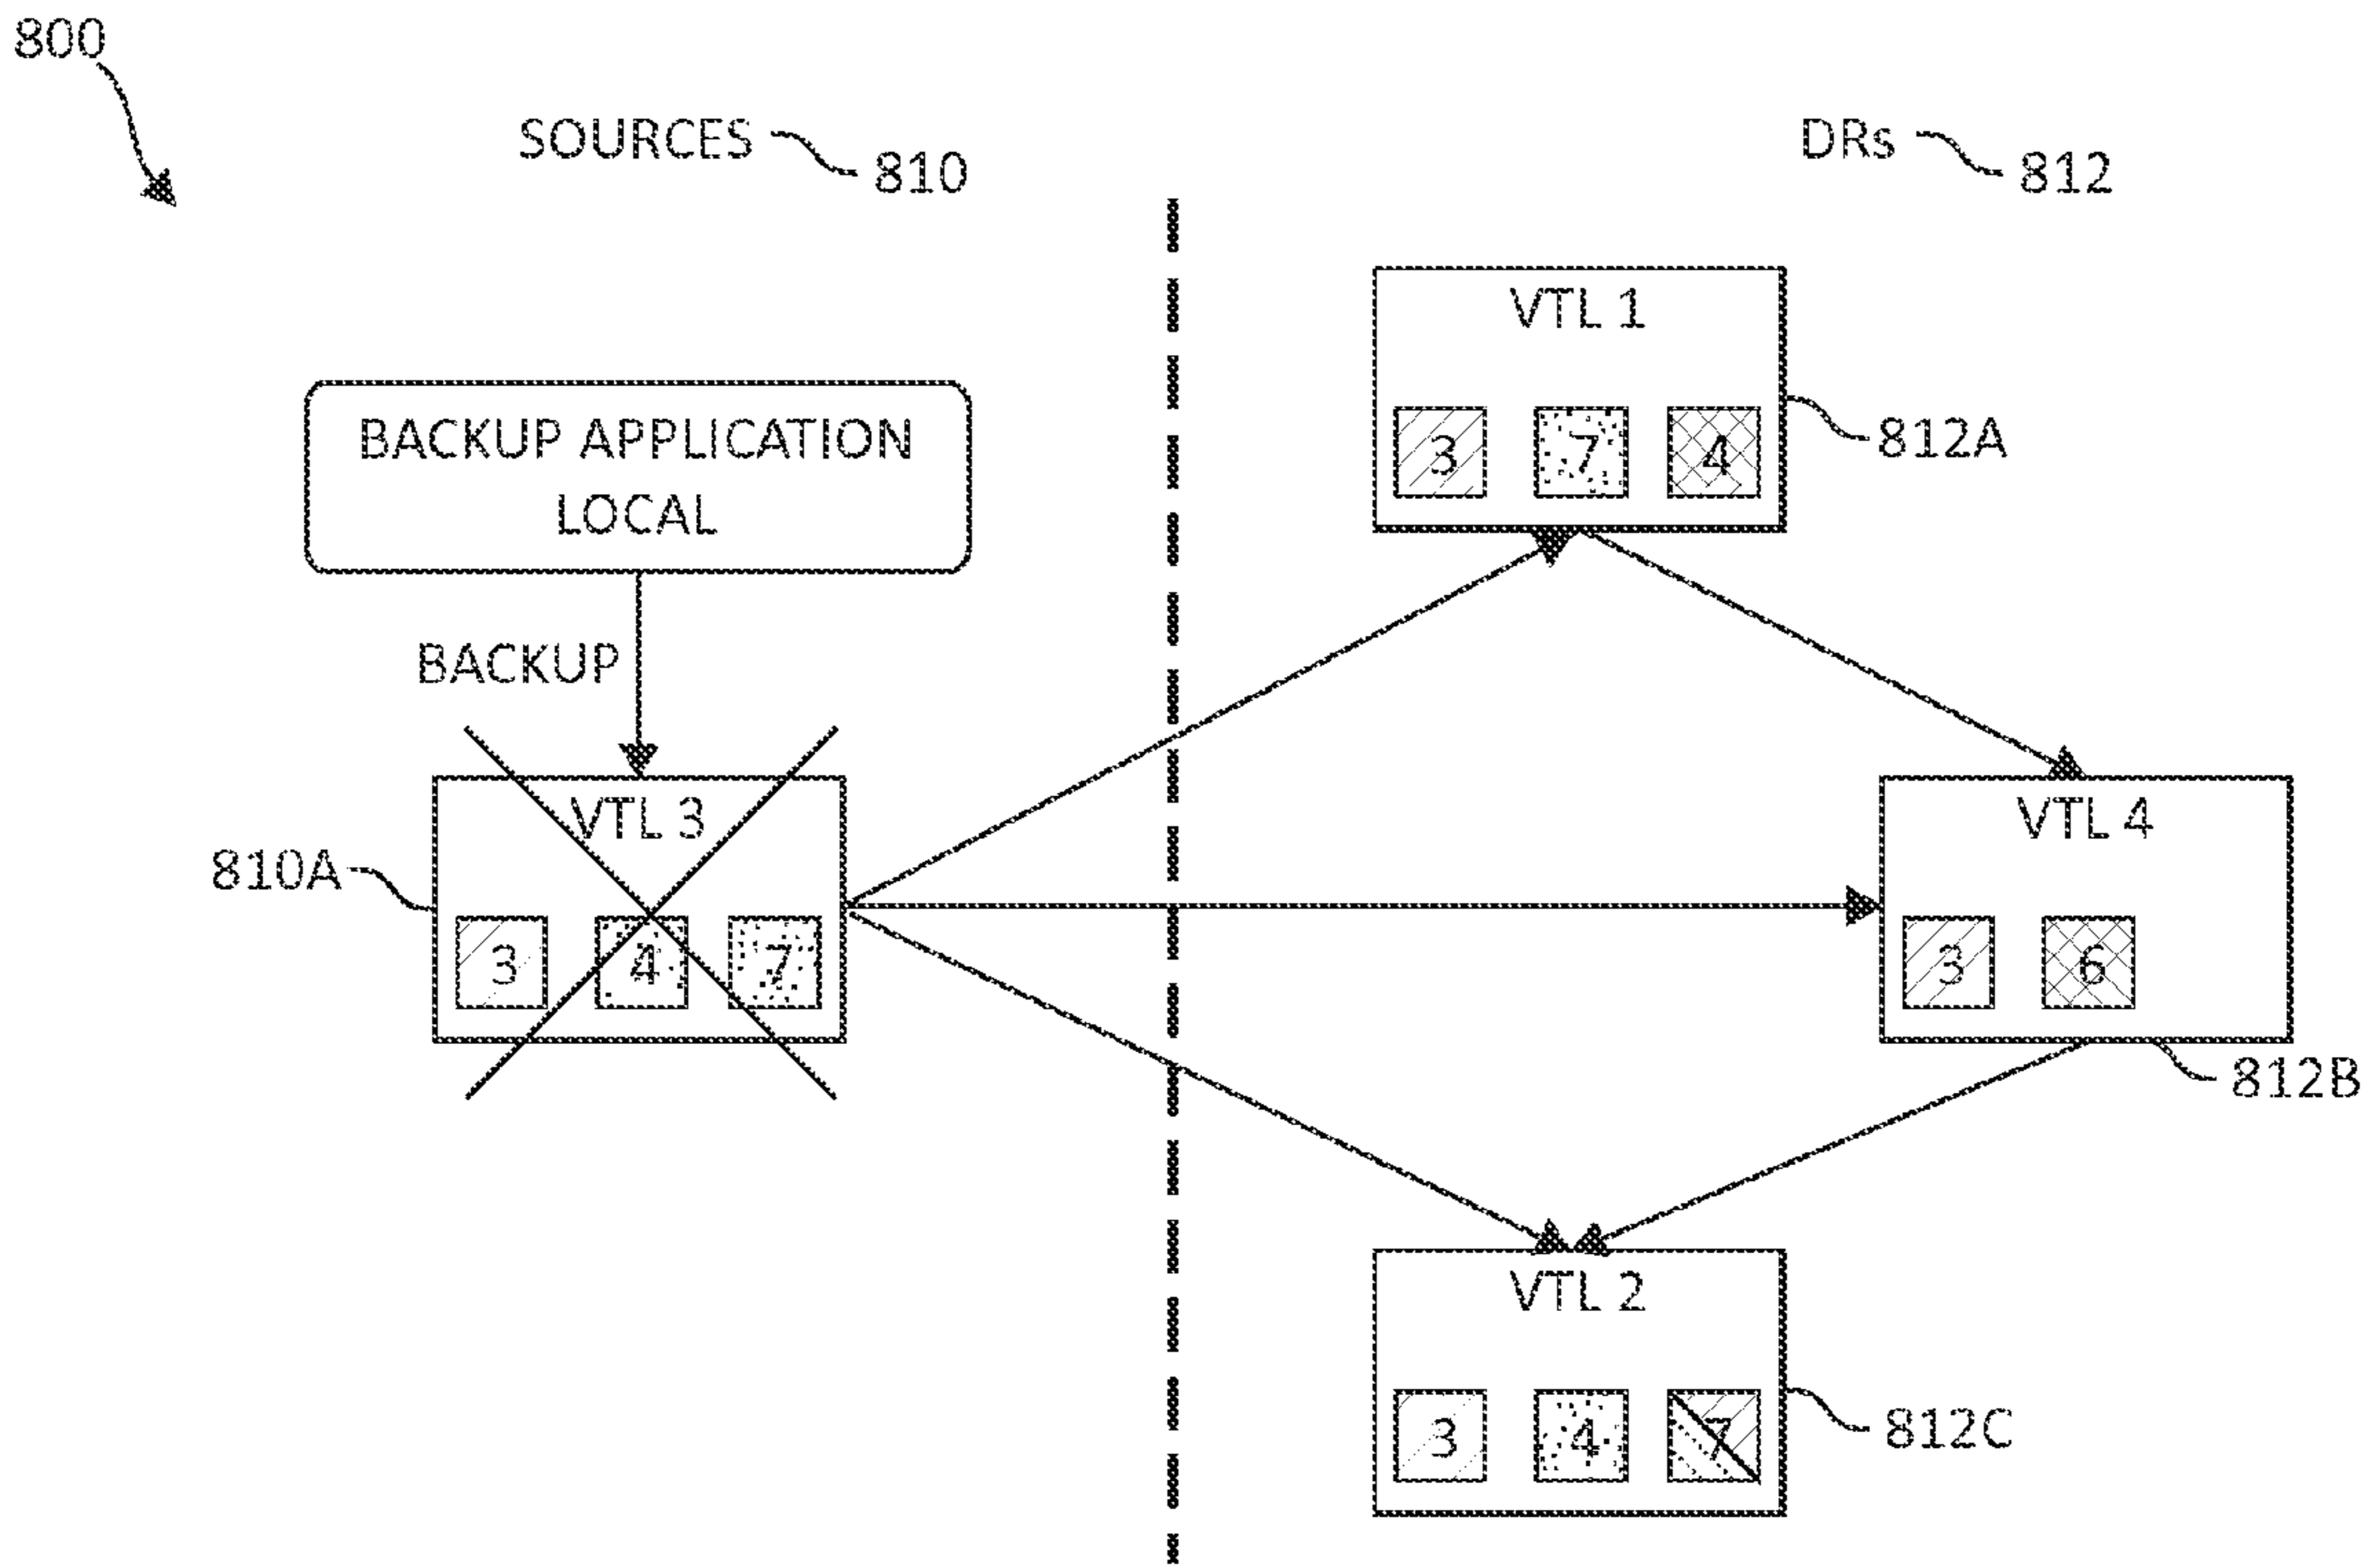 800
SOURCES 810
DRs 812
VTL 1
3 7 4
812A
BACKUP APPLICATION
LOCAL
BACKUP
VTL 3
810A
3 4 7
VTL 4
3 6
812B
VTL 2
3 4 7
812C